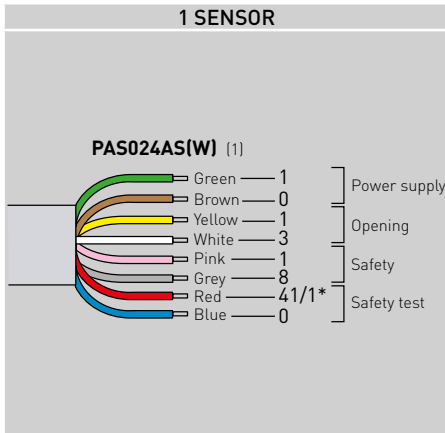 1 SENSOR
PAS024AS(W) (1)
Green 1
Power supply
Brown 0
Yellow 1
Opening
White 3
Pink 1
Safety
Grey 8
Red 41/1*
Safety test
Blue 0